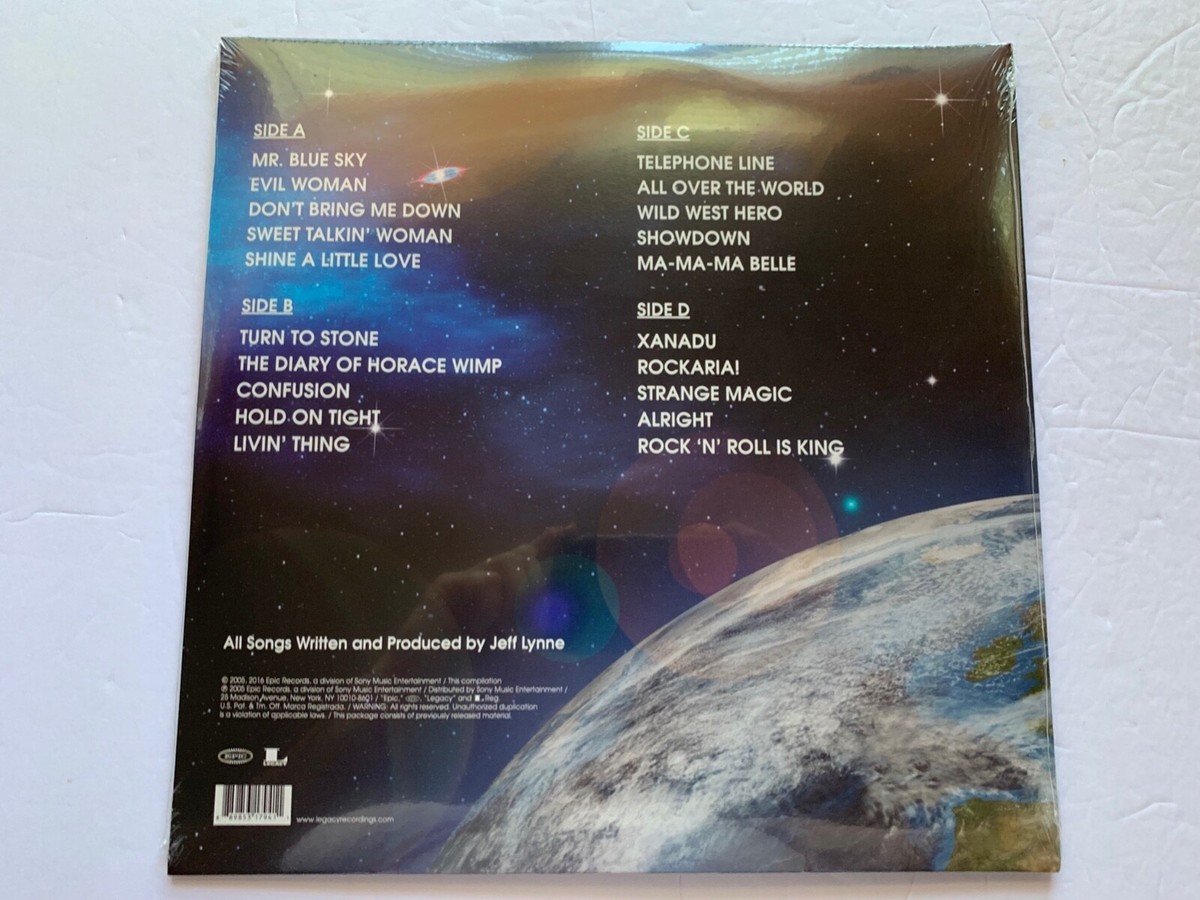 SIDE A
MR. BLUE SKY
EVIL WOMAN
DON'T BRING ME DOWN
SWEET TALKIN' WOMAN
SHINE A LITTLE LOVE
SIDE B
TURN TO STONE
THE DIARY OF HORACE WIMP
CONFUSION
HOLD ON TIGHT
LIVIN' THING
SIDE C
TELEPHONE LINE
ALL OVER THE WORLD
WILD WEST HERO
SHOWDOWN
MA-MA-MA BELLE
SIDE D
XANADU
ROCKARIA!
STRANGE MAGIC
ALRIGHT
ROCK 'N' ROLL IS KING
All Songs Written and Produced by Jeff Lynne
© 2005, 2016 Epic Records, a division of Sony Music Entertainment / This compilation
℗ 2005 Epic Records, a division of Sony Music Entertainment / Distributed by Sony Music Entertainment /
25 Madison Avenue, New York, NY 10010-8601 / "Epic," "Legacy" and Reg.
U.S. Pat. & Tm. Off. Marca Registrada. / WARNING: All rights reserved. Unauthorized duplication
is a violation of applicable laws. / This package consists of previously released material.
EPIC
LEGACY
www.legacyrecordings.com